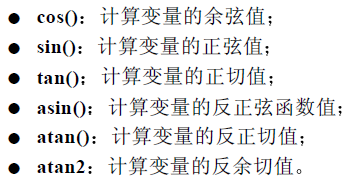 ● cos()：计算变量的余弦值；
● sin()：计算变量的正弦值；
● tan()：计算变量的正切值；
● asin()：计算变量的反正弦函数值；
● atan()：计算变量的反正切值；
● atan2：计算变量的反余切值。